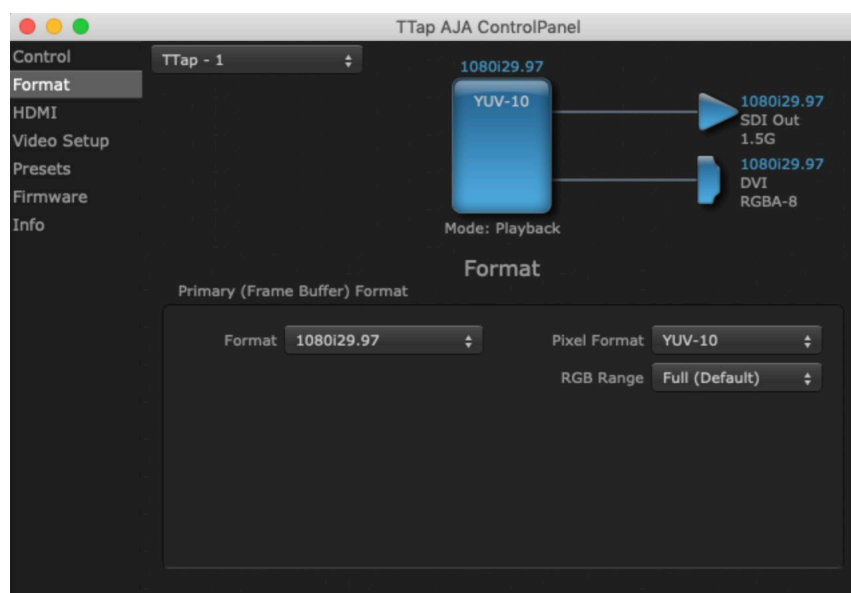 TTap AJA ControlPanel
Control
Format
HDMI
Video Setup
Presets
Firmware
Info
TTap - 1
1080i29.97
YUV-10
Mode: Playback
1080i29.97
SDI Out
1.5G
1080i29.97
DVI
RGBA-8
Format
Primary (Frame Buffer) Format
Format 1080i29.97
Pixel Format YUV-10
RGB Range Full (Default)